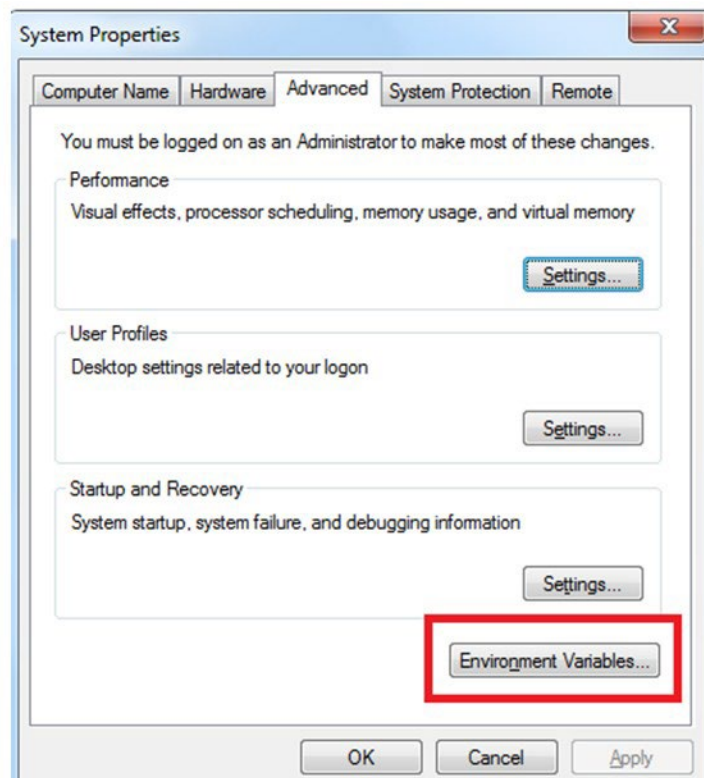 System Properties
Computer Name Hardware Advanced System Protection Remote
You must be logged on as an Administrator to make most of these changes.
Performance
Visual effects, processor scheduling, memory usage, and virtual memory
Settings...
User Profiles
Desktop settings related to your logon
Settings...
Startup and Recovery
System startup, system failure, and debugging information
Settings...
Environment Variables...
OK Cancel Apply